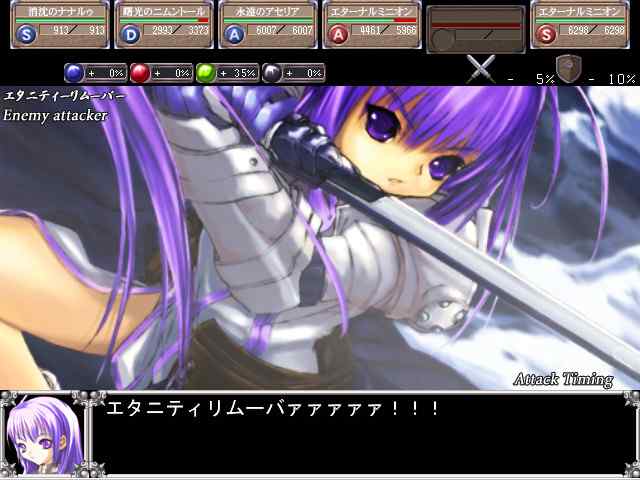 消沈のナナルゥ
S 913/ 913
曙光のニムントール
D 2993/ 3373
永遠のアセリア
A 6007/ 6007
エターナルミニオン
A 4461/ 5966
エターナルミニオン
S 6298/ 6298
+ 0%
+ 0%
+ 35%
+ 0%
- 5%
- 10%
エタニティーリムーバー
Enemy attacker
Attack Timing
エタニティリムーバァァァァァ！！！